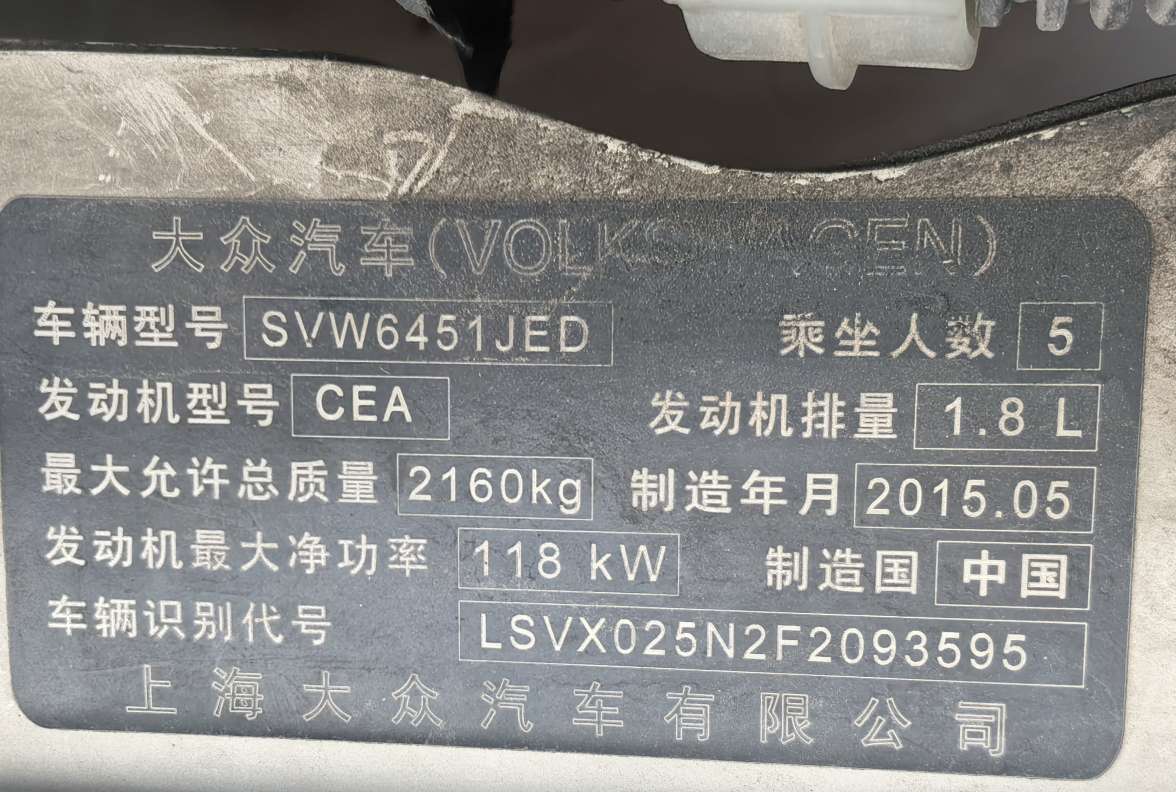 大众汽车(VOLKSWAGEN)
车辆型号 SVW6451JED 乘坐人数 5
发动机型号 CEA 发动机排量 1.8 L
最大允许总质量 2160kg 制造年月 2015.05
发动机最大净功率 118 kW 制造国 中国
车辆识别代号 LSVX025N2F2093595
上海大众汽车有限公司